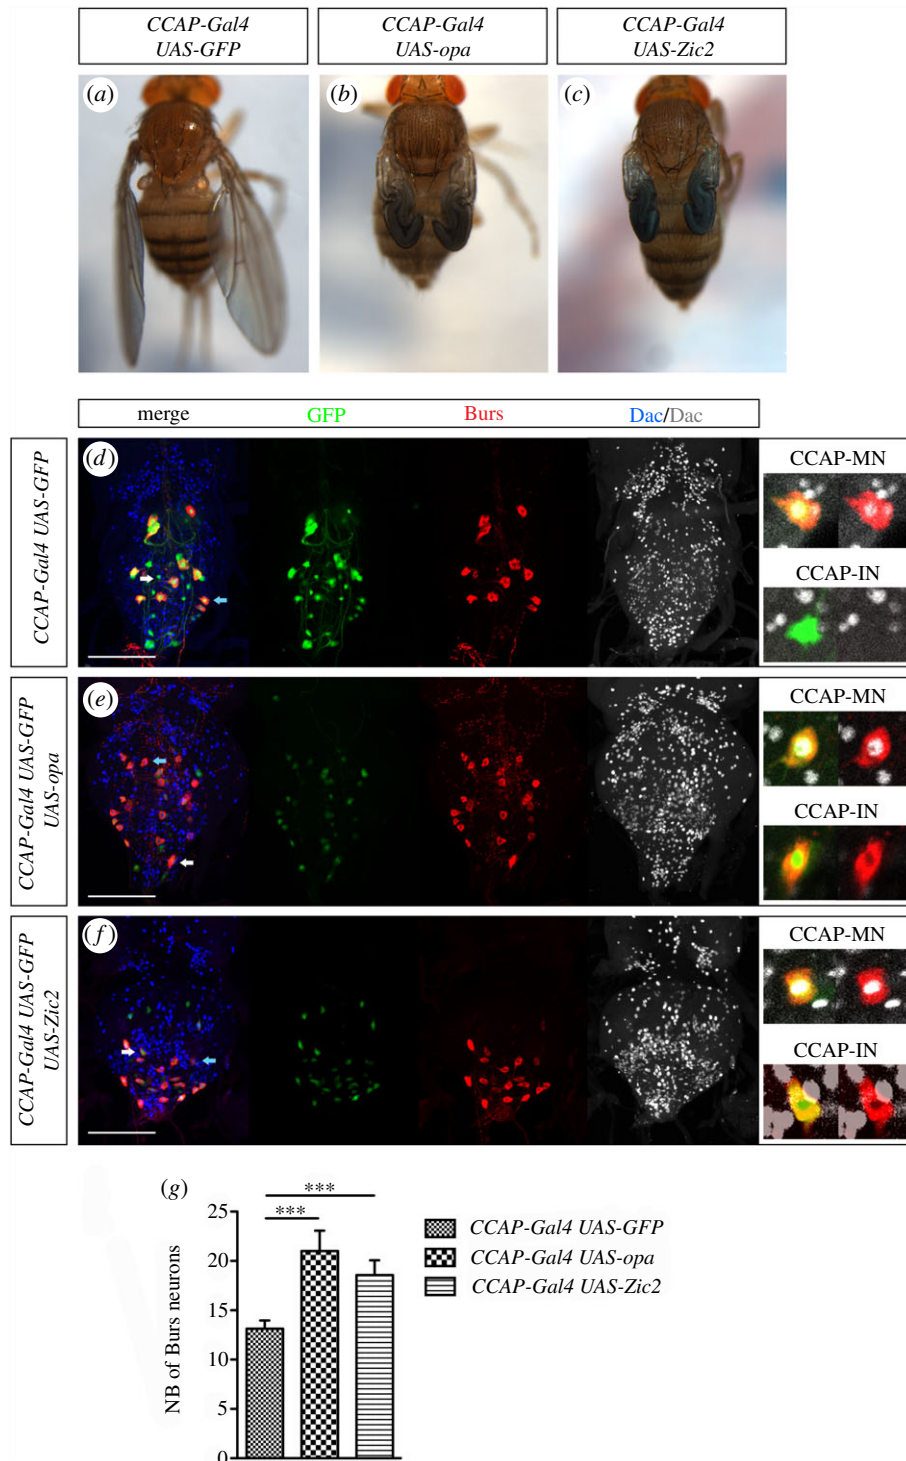 CCAP-Gal4
UAS-GFP
CCAP-Gal4
UAS-opa
CCAP-Gal4
UAS-Zic2
(a)
(b)
(c)
merge
GFP
Burs
Dac/Dac
CCAP-Gal4 UAS-GFP
(d)
CCAP-MN
CCAP-IN
CCAP-Gal4 UAS-GFP
UAS-opa
(e)
CCAP-MN
CCAP-IN
CCAP-Gal4 UAS-GFP
UAS-Zic2
(f)
CCAP-MN
CCAP-IN
(g)
NB of Burs neurons
25
20
15
10
5
0
***
***
CCAP-Gal4 UAS-GFP
CCAP-Gal4 UAS-opa
CCAP-Gal4 UAS-Zic2